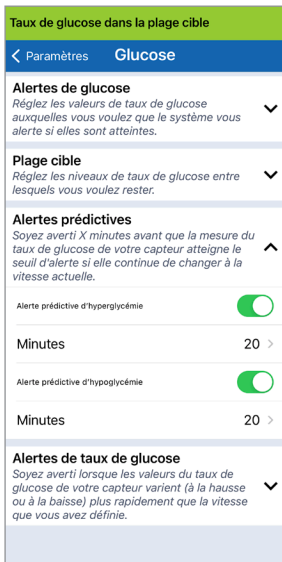 Taux de glucose dans la plage cible
Paramètres Glucose
Alertes de glucose
Réglez les valeurs de taux de glucose
auxquelles vous voulez que le système vous
alerte si elles sont atteintes.
Plage cible
Réglez les niveaux de taux de glucose entre
lesquels vous voulez rester.
Alertes prédictives
Soyez averti X minutes avant que la mesure du
taux de glucose de votre capteur atteigne le
seuil d'alerte si elle continue de changer à la
vitesse actuelle.
Alerte prédictive d'hyperglycémie
Minutes 20
Alerte prédictive d'hypoglycémie
Minutes 20
Alertes de taux de glucose
Soyez averti lorsque les valeurs du taux de
glucose de votre capteur varient (à la hausse
ou à la baisse) plus rapidement que la vitesse
que vous avez définie.